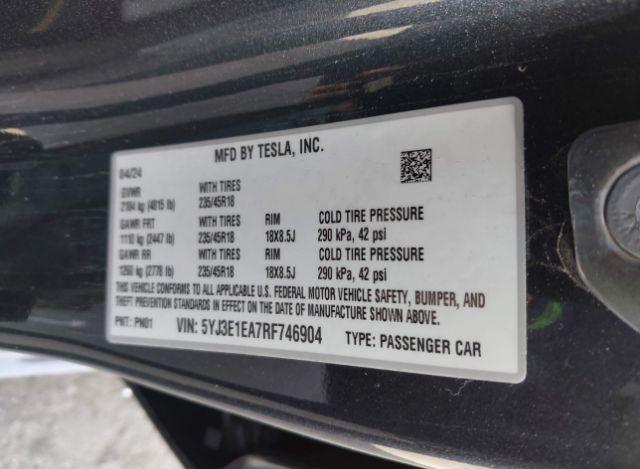 MFD BY TESLA, INC.
04/24
GVWR WITH TIRES
2184 kg (4815 lb) 235/45R18
GAWR FRT WITH TIRES RIM COLD TIRE PRESSURE
1110 kg (2447 lb) 235/45R18 18X8.5J 290 kPa, 42 psi
GAWR RR WITH TIRES RIM COLD TIRE PRESSURE
1260 kg (2778 lb) 235/45R18 18X8.5J 290 kPa, 42 psi
THIS VEHICLE CONFORMS TO ALL APPLICABLE U.S. FEDERAL MOTOR VEHICLE SAFETY, BUMPER, AND
THEFT PREVENTION STANDARDS IN EFFECT ON THE DATE OF MANUFACTURE SHOWN ABOVE.
PNT: PN01 VIN: 5YJ3E1EA7RF746904 TYPE: PASSENGER CAR